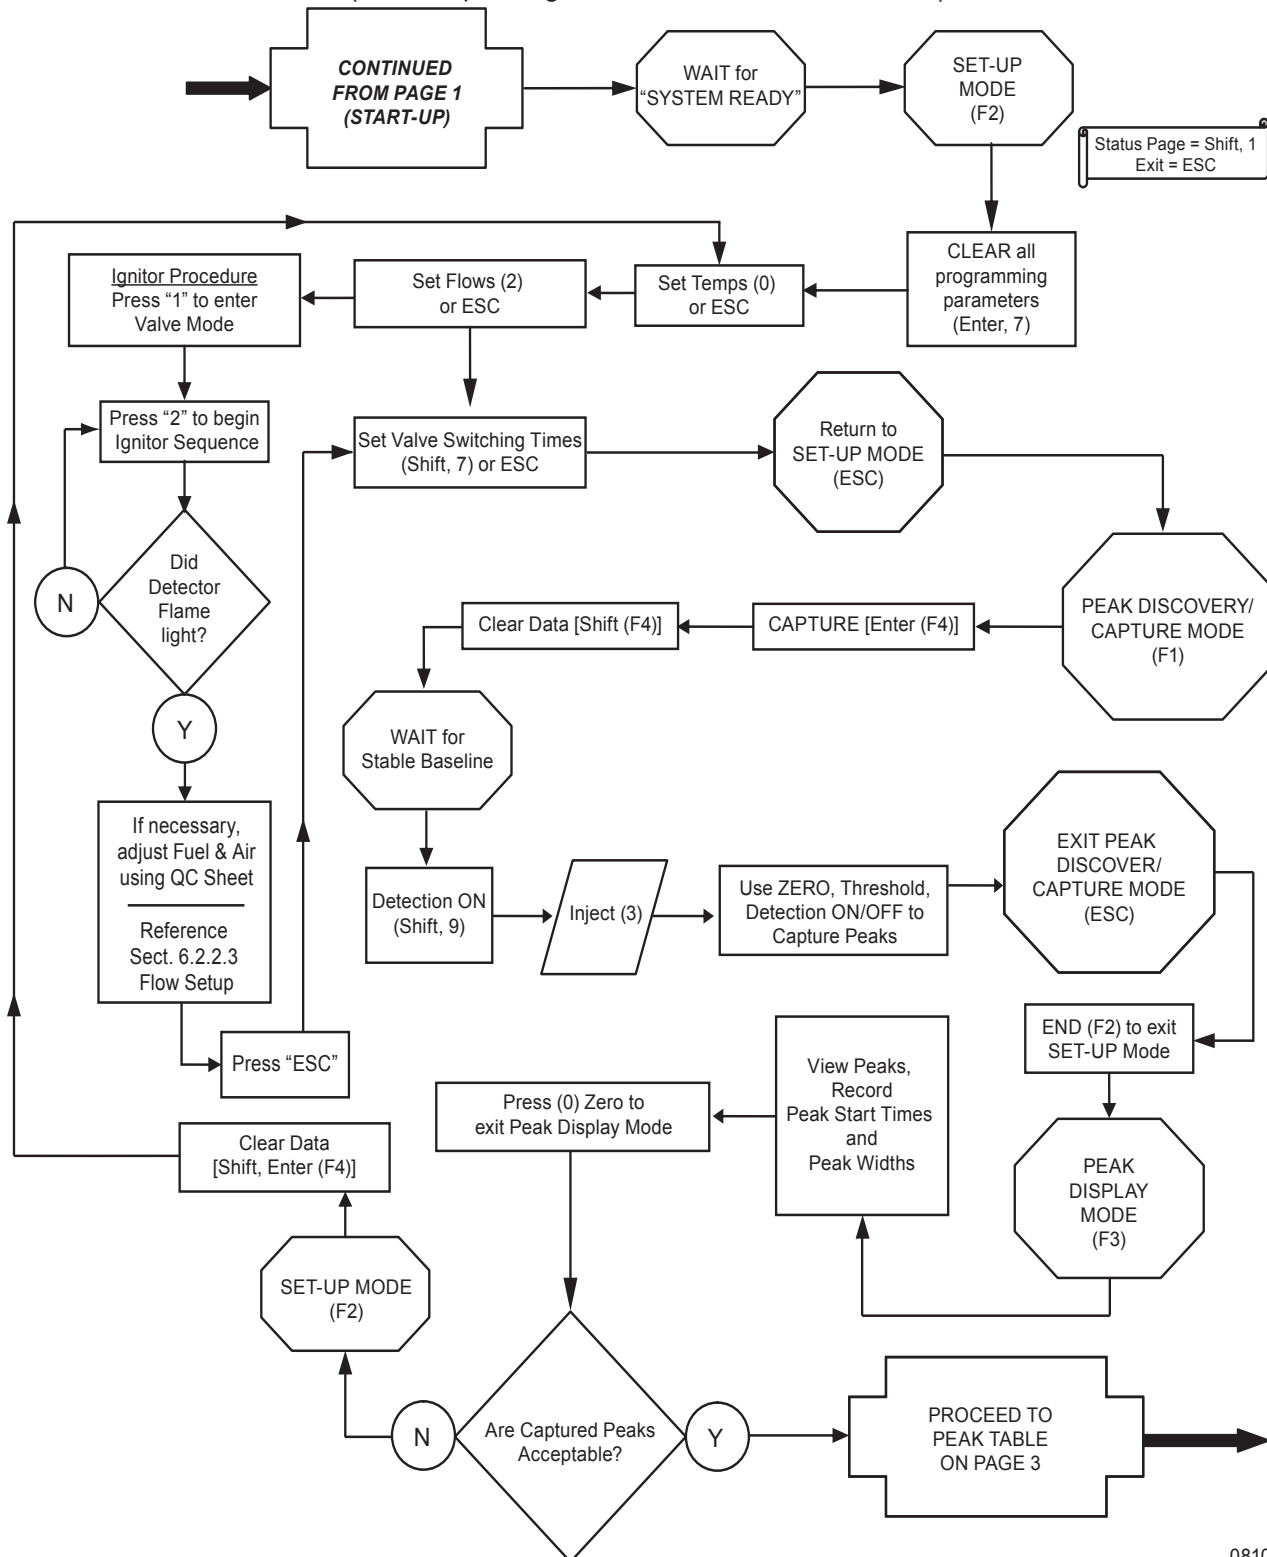 CONTINUED
FROM PAGE 1
(START-UP)
WAIT for
“SYSTEM READY”
SET-UP
MODE
(F2)
Status Page = Shift, 1
Exit = ESC
CLEAR all
programming
parameters
(Enter, 7)
Set Temps (0)
or ESC
Set Flows (2)
or ESC
Ignitor Procedure
Press “1” to enter
Valve Mode
Press “2” to begin
Ignitor Sequence
Did
Detector
Flame
light?
N
Y
If necessary,
adjust Fuel & Air
using QC Sheet
Reference
Sect. 6.2.2.3
Flow Setup
Press “ESC”
Set Valve Switching Times
(Shift, 7) or ESC
Return to
SET-UP MODE
(ESC)
PEAK DISCOVERY/
CAPTURE MODE
(F1)
CAPTURE [Enter (F4)]
Clear Data [Shift (F4)]
WAIT for
Stable Baseline
Detection ON
(Shift, 9)
Inject (3)
Use ZERO, Threshold,
Detection ON/OFF to
Capture Peaks
EXIT PEAK
DISCOVER/
CAPTURE MODE
(ESC)
END (F2) to exit
SET-UP Mode
PEAK
DISPLAY
MODE
(F3)
View Peaks,
Record
Peak Start Times
and
Peak Widths
Press (0) Zero to
exit Peak Display Mode
Are Captured Peaks
Acceptable?
N
SET-UP MODE
(F2)
Clear Data
[Shift, Enter (F4)]
Y
PROCEED TO
PEAK TABLE
ON PAGE 3
0810